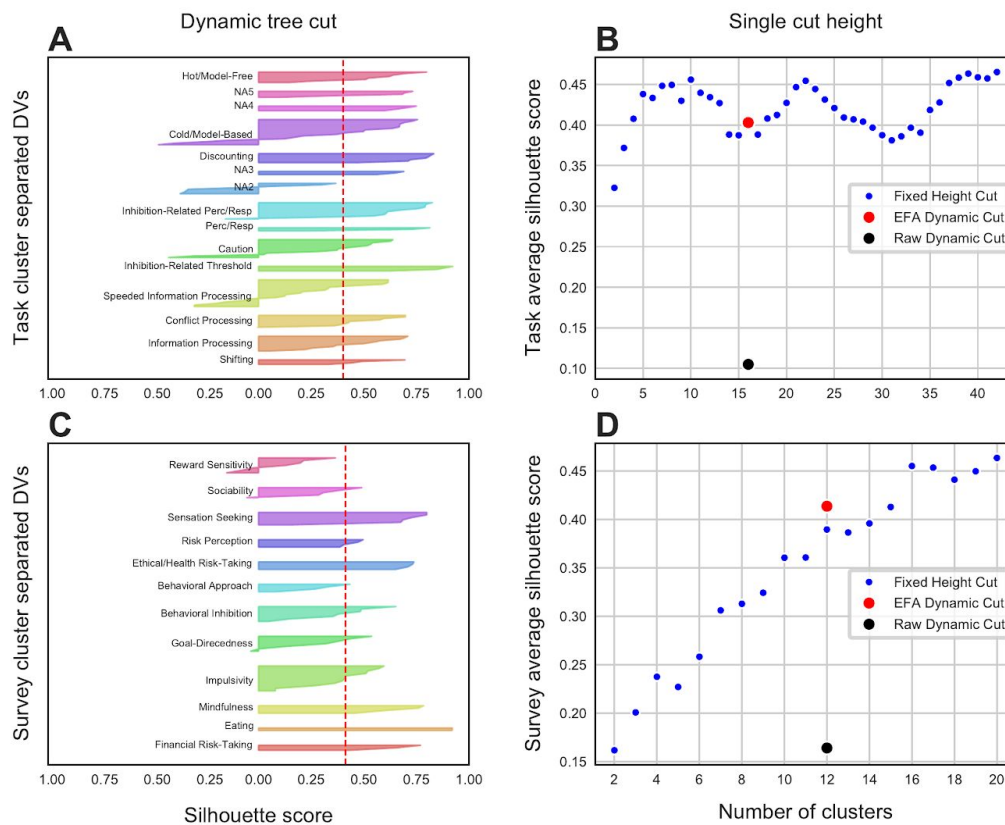 Dynamic tree cut
Single cut height
A
Task cluster separated DVs
Hot/Model-Free
NA5
NA4
Cold/Model-Based
Discounting
NA3
NA2
Inhibition-Related Perc/Resp
Perc/Resp
Caution
Inhibition-Related Threshold
Speeded Information Processing
Conflict Processing
Information Processing
Shifting
1.00 0.75 0.50 0.25 0.00 0.25 0.50 0.75 1.00
B
Task average silhouette score
0.45
0.40
0.35
0.30
0.25
0.20
0.15
0.10
Fixed Height Cut
EFA Dynamic Cut
Raw Dynamic Cut
0 5 10 15 20 25 30 35 40
C
Survey cluster separated DVs
Reward Sensitivity
Sociability
Sensation Seeking
Risk Perception
Ethical/Health Risk-Taking
Behavioral Approach
Behavioral Inhibition
Goal-Direcedness
Impulsivity
Mindfulness
Eating
Financial Risk-Taking
1.00 0.75 0.50 0.25 0.00 0.25 0.50 0.75 1.00
Silhouette score
D
Survey average silhouette score
0.45
0.40
0.35
0.30
0.25
0.20
0.15
Fixed Height Cut
EFA Dynamic Cut
Raw Dynamic Cut
2 4 6 8 10 12 14 16 18 20
Number of clusters